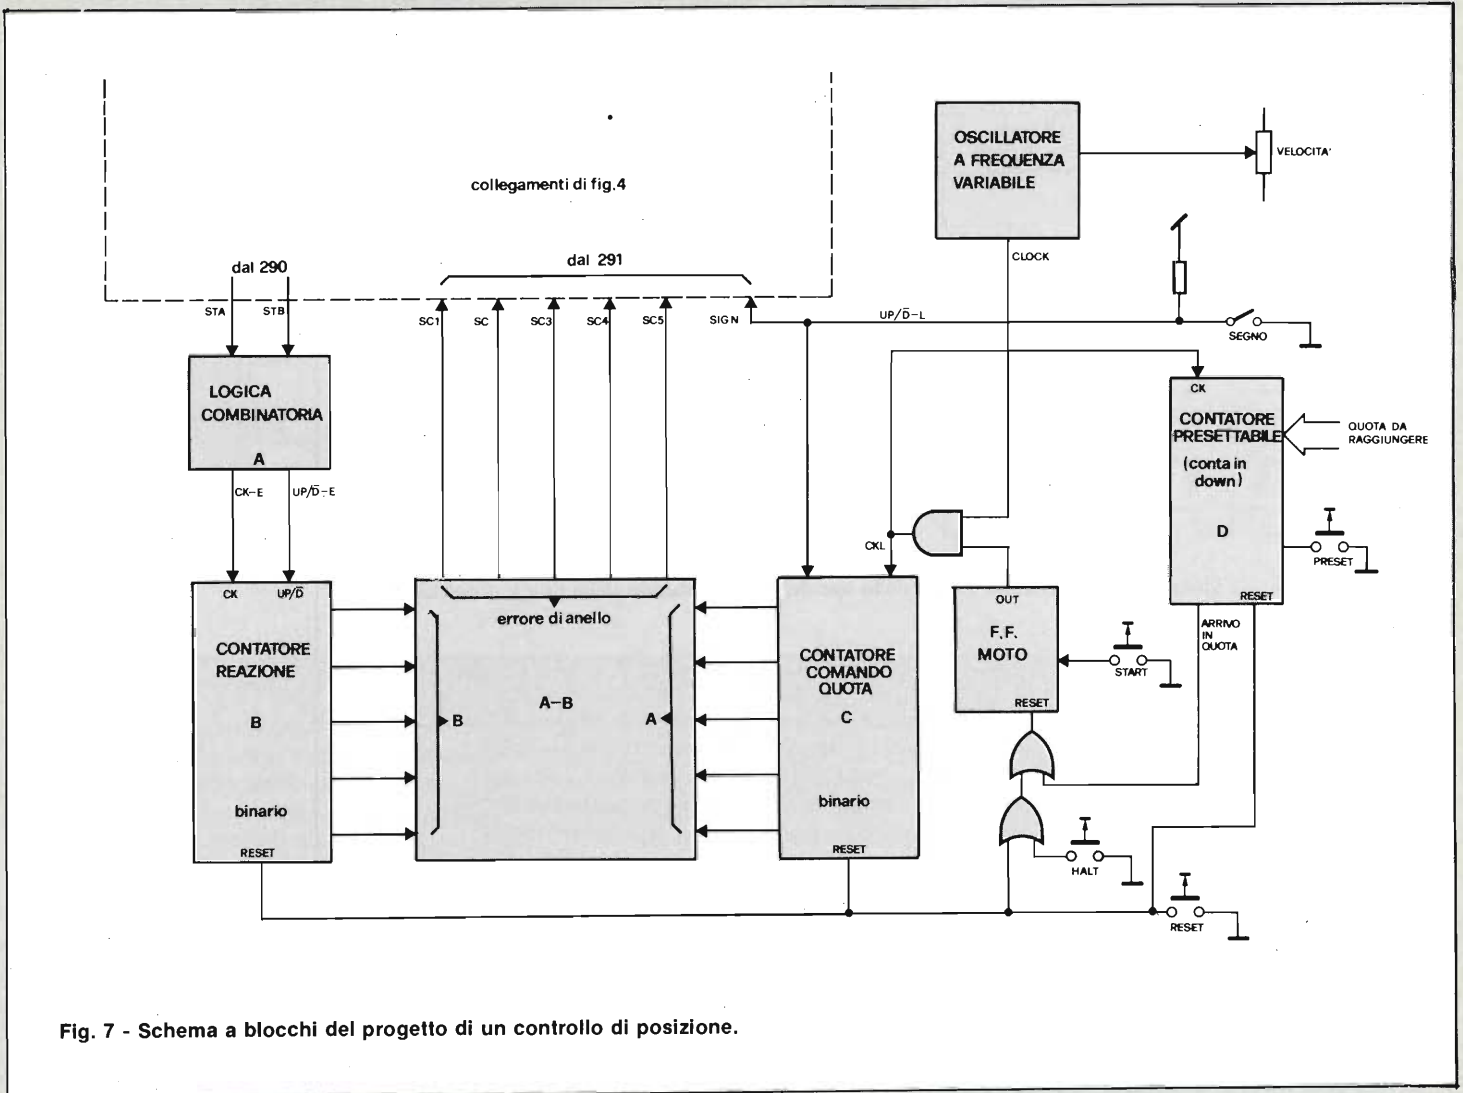 OSCILLATORE
A FREQUENZA
VARIABILE
VELOCITA'
collegamenti di fig.4
CLOCK
dal 290
dal 291
STA
STB
SC1
SC
SC3
SC4
SC5
SIGN
UP/D̅-L
SEGNO
LOGICA
COMBINATORIA
A
CK-E
UP/D̅-E
CK
CONTATORE
PRESETTABILE
(conta in
down)
D
RESET
QUOTA DA
RAGGIUNGERE
PRESET
CKL
CK
UP/D̅
CONTATORE
REAZIONE
B
binario
RESET
errore di anello
A-B
B
A
CONTATORE
COMANDO
QUOTA
C
binario
RESET
OUT
F.F.
MOTO
RESET
START
ARRIVO
IN
QUOTA
HALT
RESET
Fig. 7 - Schema a blocchi del progetto di un controllo di posizione.